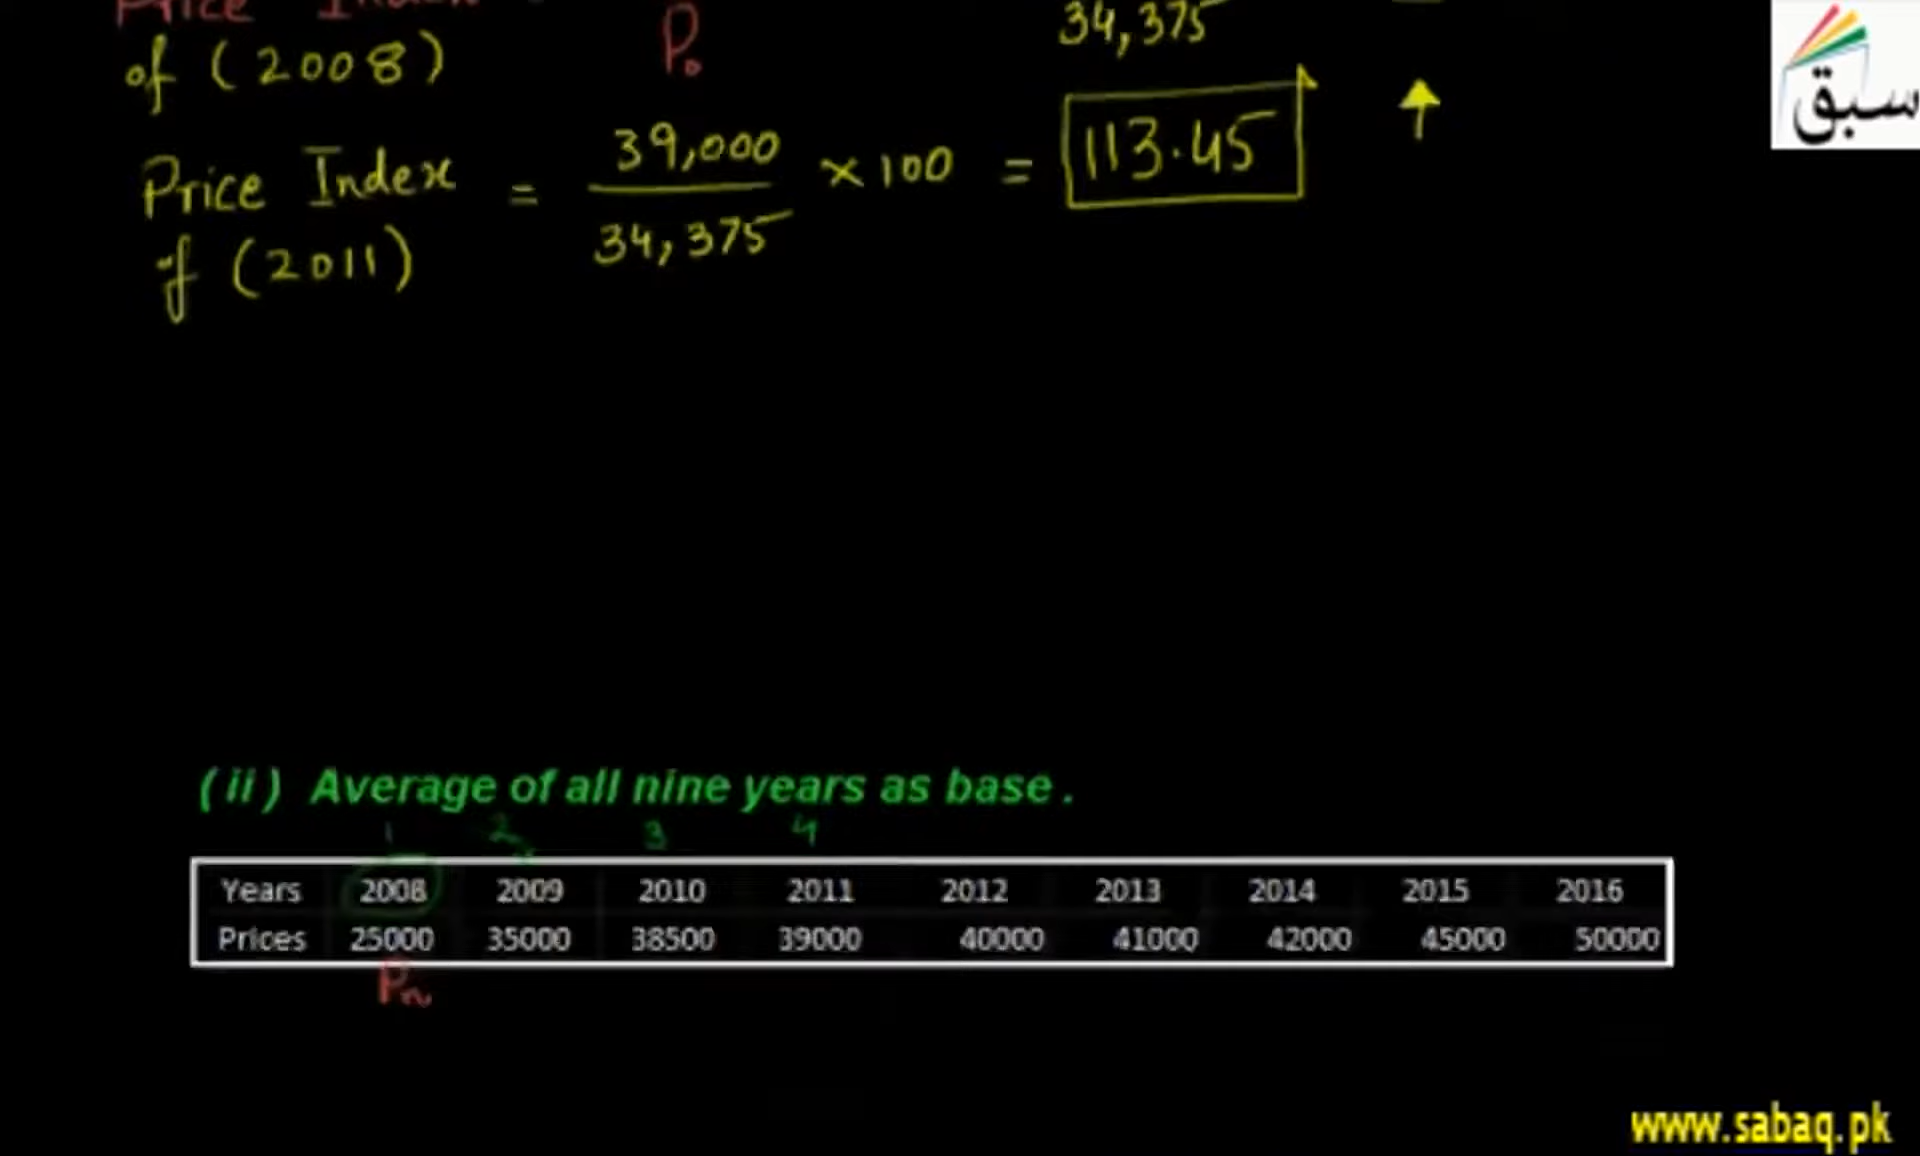 Price Index
of (2008)
P₀
34,375
سبق
Price Index of (2011) = 39,000 / 34,375 × 100 = 113.45 ↑
(ii) Average of all nine years as base.
1 2 3 4
Years 2008 2009 2010 2011 2012 2013 2014 2015 2016
Prices 25000 35000 38500 39000 40000 41000 42000 45000 50000
Pn
www.sabaq.pk